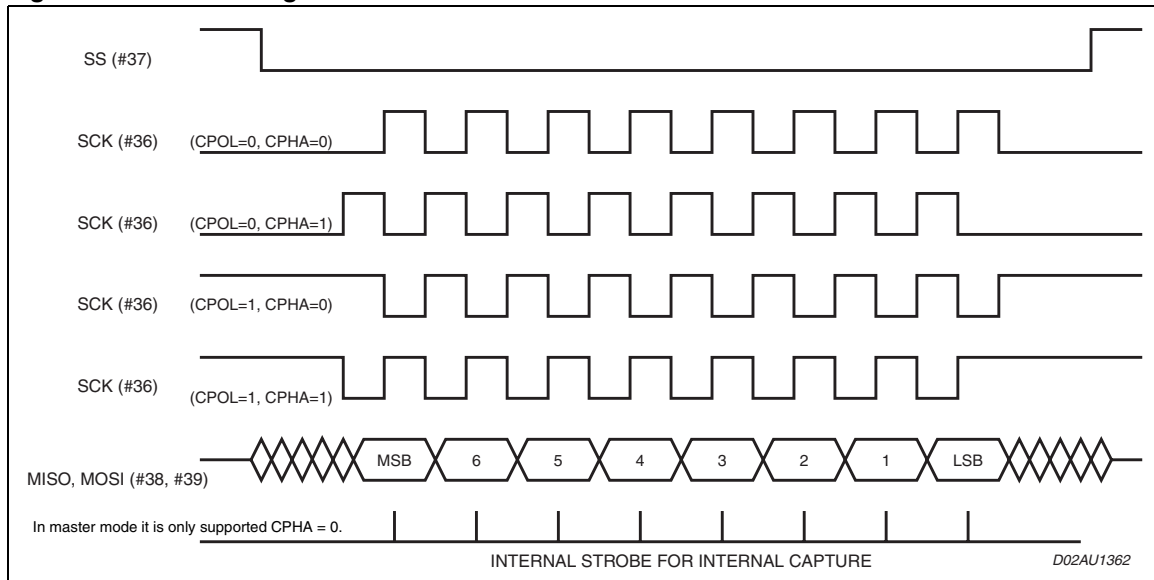 SS (#37)
SCK (#36) (CPOL=0, CPHA=0)
SCK (#36) (CPOL=0, CPHA=1)
SCK (#36) (CPOL=1, CPHA=0)
SCK (#36) (CPOL=1, CPHA=1)
MSB 6 5 4 3 2 1 LSB
MISO, MOSI (#38, #39)
In master mode it is only supported CPHA = 0.
INTERNAL STROBE FOR INTERNAL CAPTURE
D02AU1362